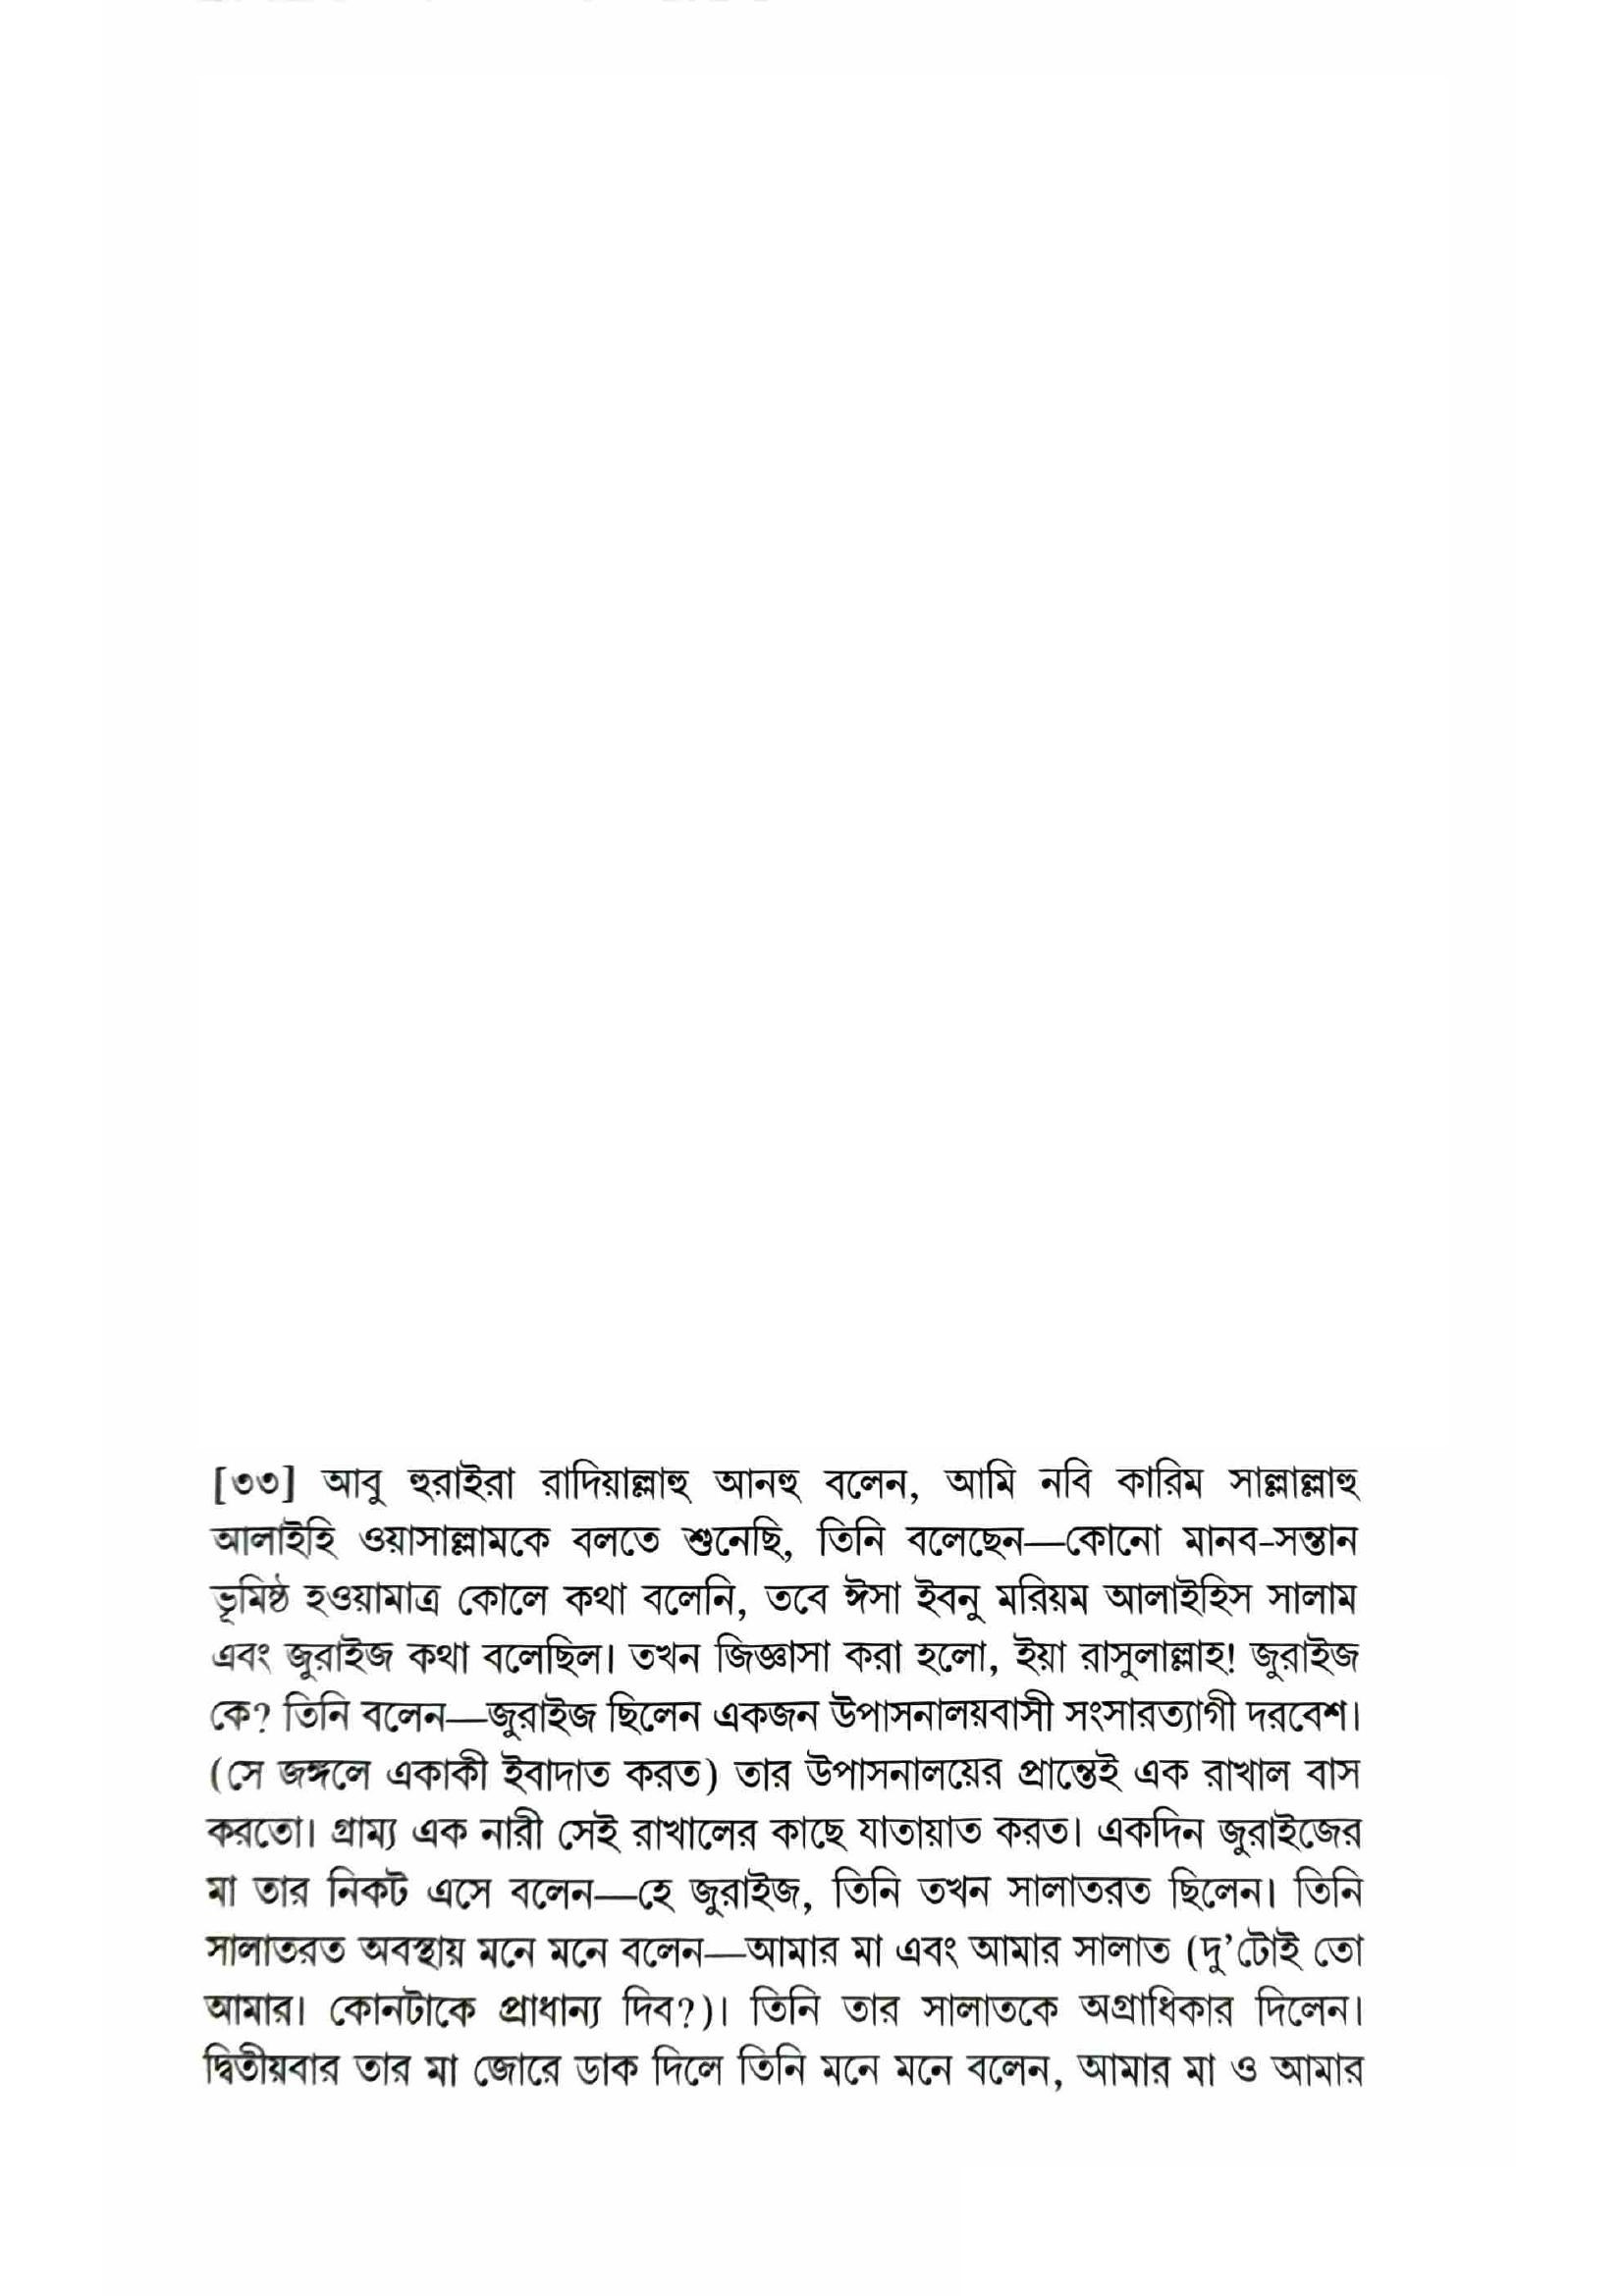 [৩৩] আবু হুরাইরা রাদিয়াল্লাহু আনহু বলেন, আমি নবি কারিম সাল্লাল্লাহু
আলাইহি ওয়াসাল্লামকে বলতে শুনেছি, তিনি বলেছেন—কোনো মানব-সন্তান
ভূমিষ্ঠ হওয়ামাত্র কোলে কথা বলেনি, তবে ঈসা ইবনু মরিয়ম আলাইহিস সালাম
এবং জুরাইজ কথা বলেছিল। তখন জিজ্ঞাসা করা হলো, ইয়া রাসুলাল্লাহ! জুরাইজ
কে? তিনি বলেন—জুরাইজ ছিলেন একজন উপাসনালয়বাসী সংসারত্যাগী দরবেশ।
(সে জঙ্গলে একাকী ইবাদাত করত) তার উপাসনালয়ের প্রান্তেই এক রাখাল বাস
করতো। গ্রাম্য এক নারী সেই রাখালের কাছে যাতায়াত করত। একদিন জুরাইজের
মা তার নিকট এসে বলেন—হে জুরাইজ, তিনি তখন সালাতরত ছিলেন। তিনি
সালাতরত অবস্থায় মনে মনে বলেন—আমার মা এবং আমার সালাত (দু’টোই তো
আমার। কোনটাকে প্রাধান্য দিব?)। তিনি তার সালাতকে অগ্রাধিকার দিলেন।
দ্বিতীয়বার তার মা জোরে ডাক দিলে তিনি মনে মনে বলেন, আমার মা ও আমার